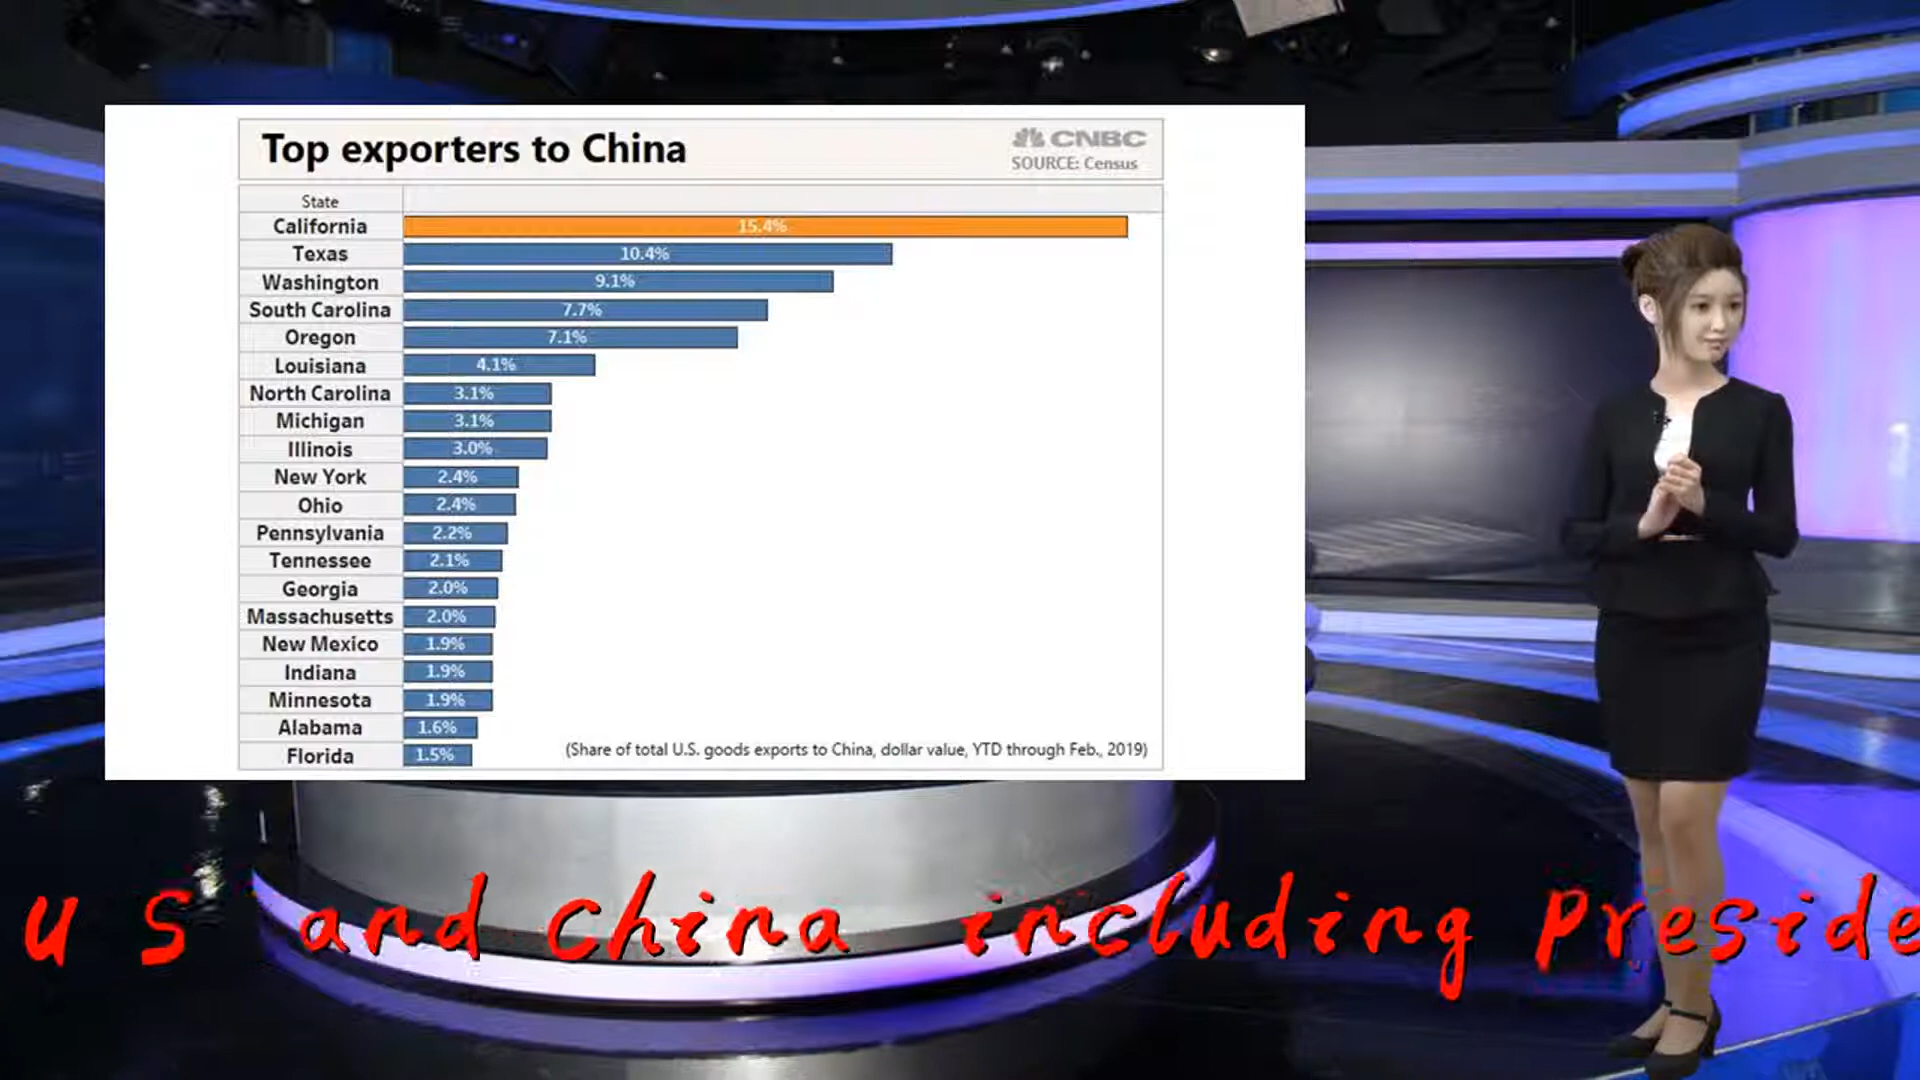 Top exporters to China
CNBC
SOURCE: Census
State
California 15.4%
Texas 10.4%
Washington 9.1%
South Carolina 7.7%
Oregon 7.1%
Louisiana 4.1%
North Carolina 3.1%
Michigan 3.1%
Illinois 3.0%
New York 2.4%
Ohio 2.4%
Pennsylvania 2.2%
Tennessee 2.1%
Georgia 2.0%
Massachusetts 2.0%
New Mexico 1.9%
Indiana 1.9%
Minnesota 1.9%
Alabama 1.6%
Florida 1.5%
(Share of total U.S. goods exports to China, dollar value, YTD through Feb., 2019)
U S and China including Preside